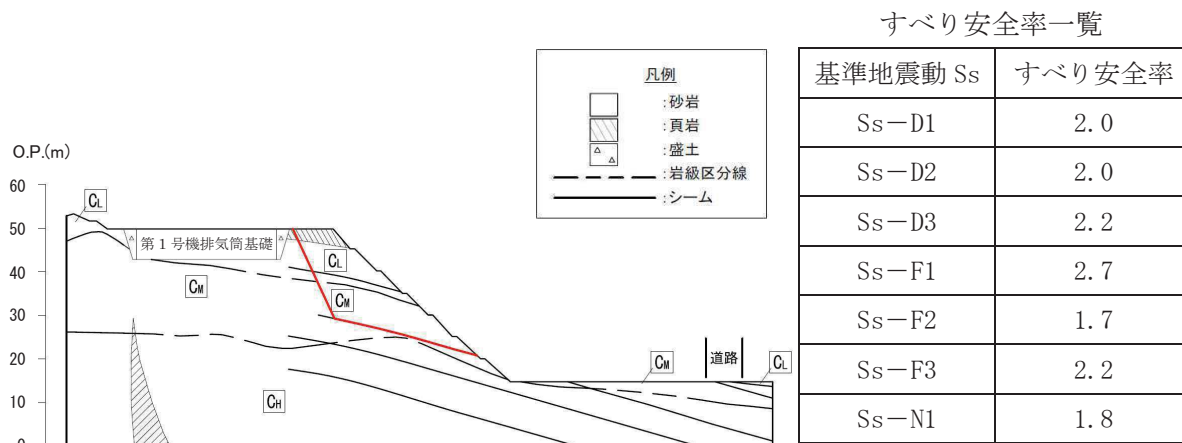 すべり安全率一覧
基準地震動 Ss すべり安全率
Ss－D1 2.0
Ss－D2 2.0
Ss－D3 2.2
Ss－F1 2.7
Ss－F2 1.7
Ss－F3 2.2
Ss－N1 1.8
凡例
:砂岩
:頁岩
:盛土
:岩級区分線
:シーム
O.P.(m)
60
50
40
30
20
10
0
CL
第１号機排気筒基礎
CL
CM
CM
CH
道路
CM
CL